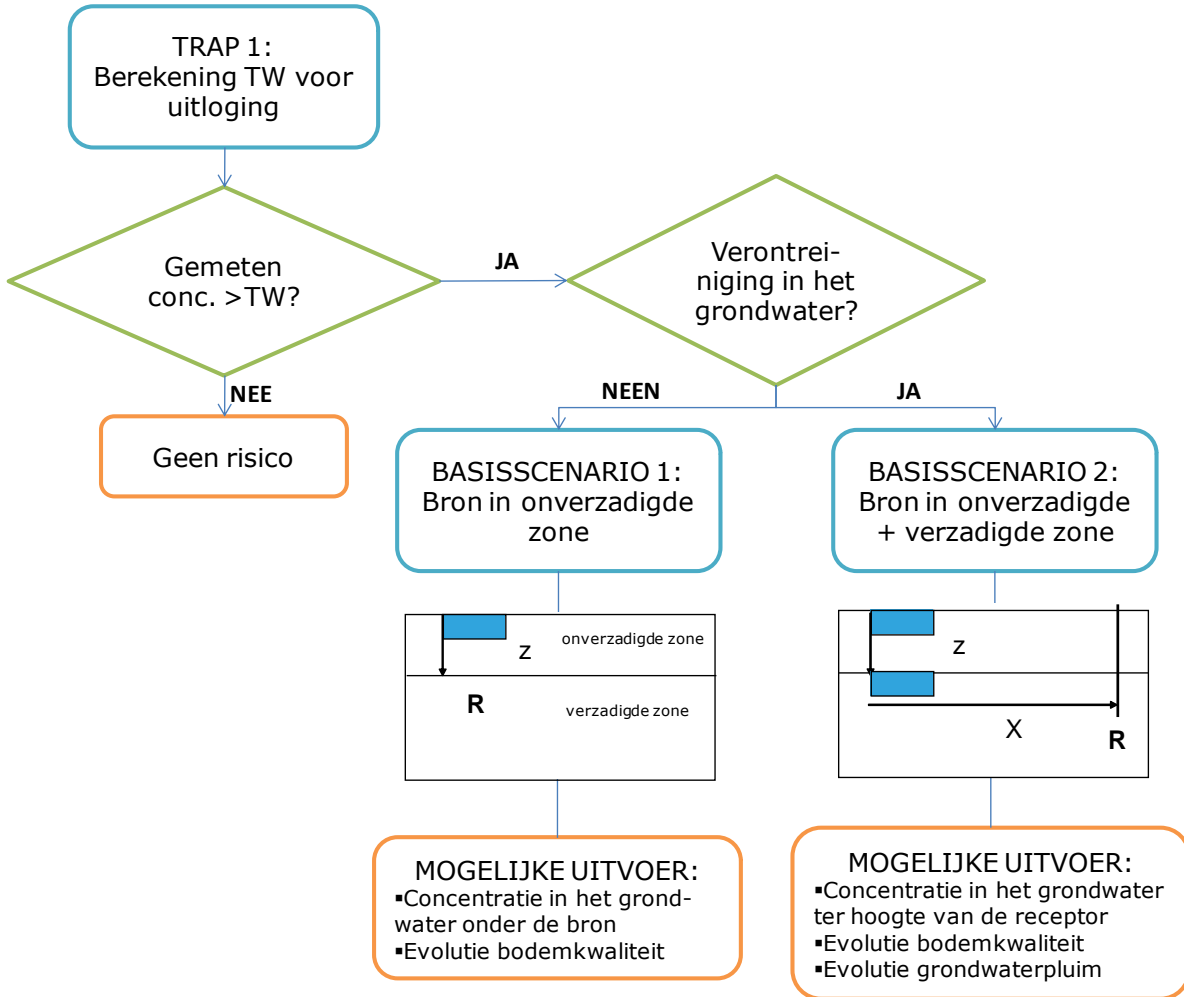 TRAP 1:
Berekening TW voor
uitloging
Gemeten
conc. >TW?
JA
Verontrei-
niging in het
grondwater?
NEE
Geen risico
NEEN
JA
BASISSCENARIO 1:
Bron in onverzadigde
zone
BASISSCENARIO 2:
Bron in onverzadigde
+ verzadigde zone
z
onverzadigde zone
R
verzadigde zone
z
X
R
MOGELIJKE UITVOER:
▪Concentratie in het grond-
water onder de bron
▪Evolutie bodemkwaliteit
MOGELIJKE UITVOER:
▪Concentratie in het grondwater
ter hoogte van de receptor
▪Evolutie bodemkwaliteit
▪Evolutie grondwaterpluim